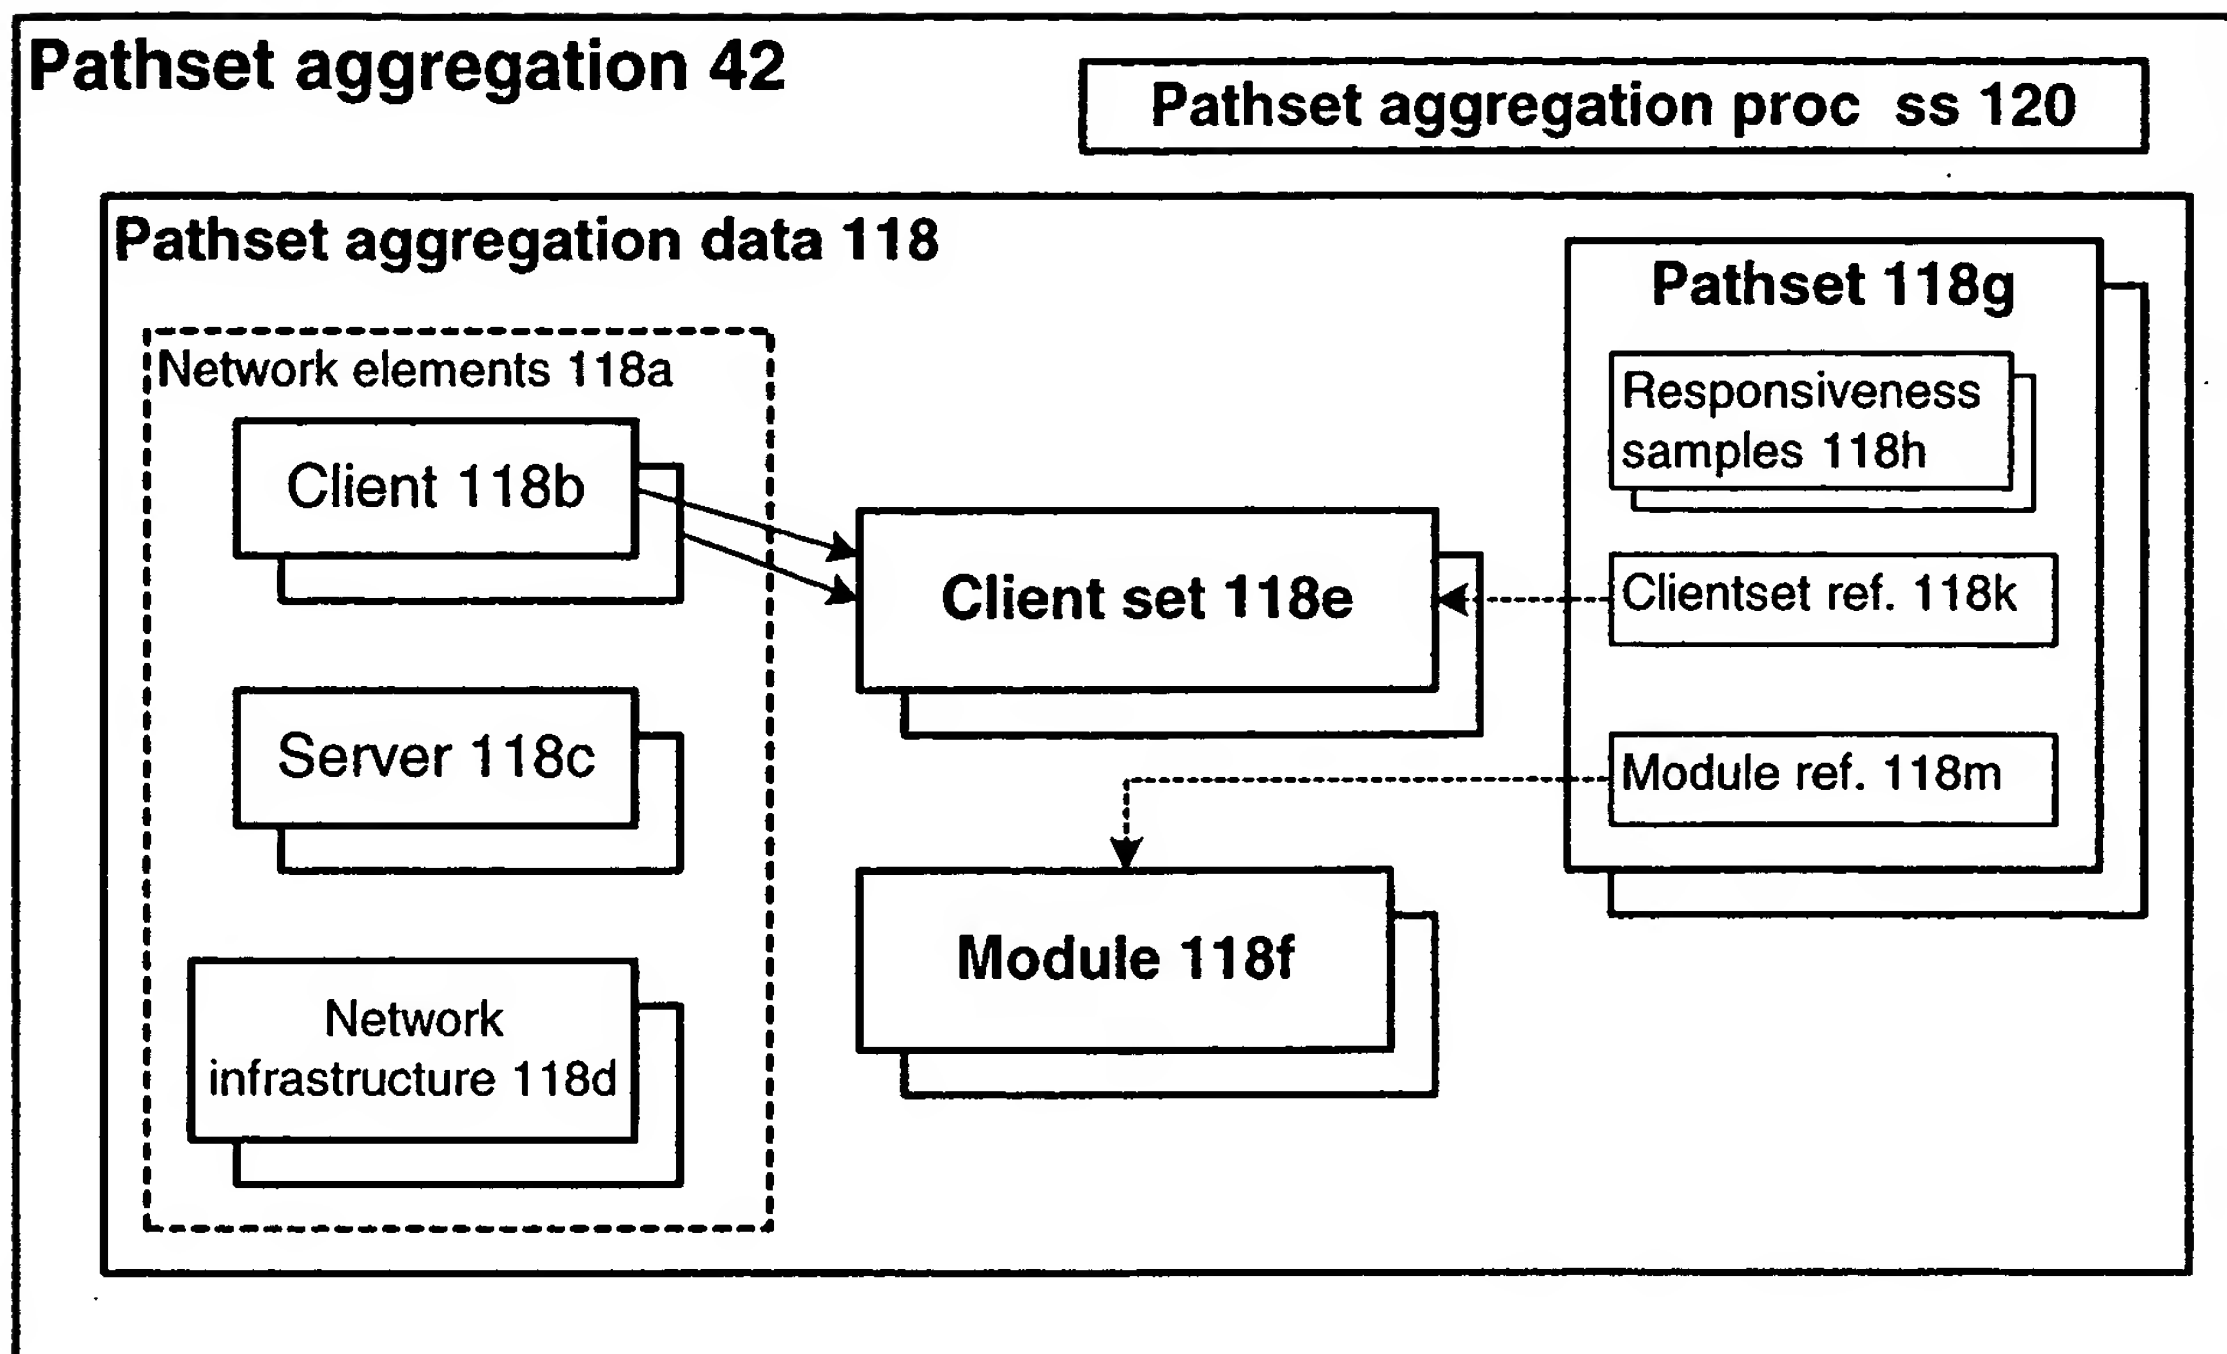 Pathset aggregation 42
Pathset aggregation proc ss 120
Pathset aggregation data 118
Pathset 118g
Network elements 118a
Responsiveness
samples 118h
Client 118b
Client set 118e
Clientset ref. 118k
Server 118c
Module ref. 118m
Module 118f
Network
infrastructure 118d